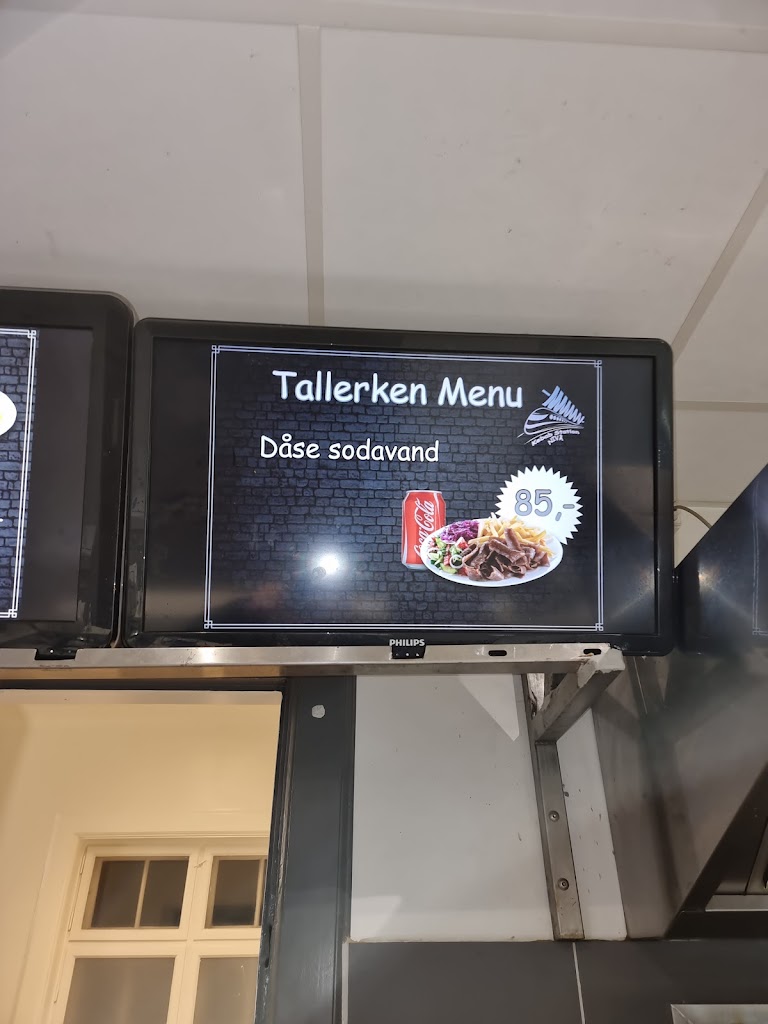 Tallerken Menu
Dåse sodavand
85,-
Coca-Cola
PHILIPS